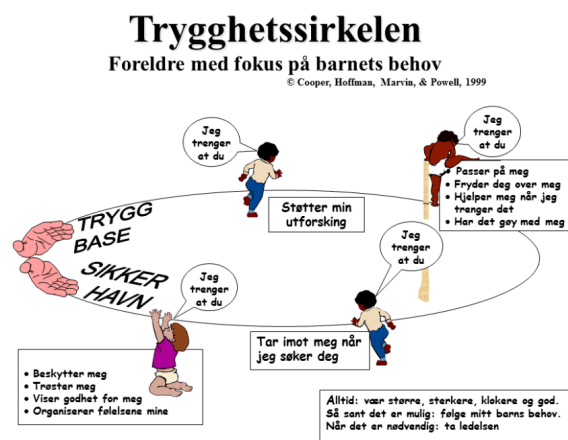 Trygghetssirkelen
Foreldre med fokus på barnets behov
© Cooper, Hoffman, Marvin, & Powell, 1999
Jeg
trenger
at du
Støtter min
utforsking
Jeg
trenger
at du
• Passer på meg
• Fryder deg over meg
• Hjelper meg når jeg
trenger det
• Har det gøy med meg
TRYGG
BASE
SIKKER
HAVN
Jeg
trenger
at du
Tar imot meg når
jeg søker deg
Jeg
trenger
at du
• Beskytter meg
• Trøster meg
• Viser godhet for meg
• Organiserer følelsene mine
Alltid: vær større, sterkere, klokere og god.
Så sant det er mulig: følge mitt barns behov.
Når det er nødvendig: ta ledelsen